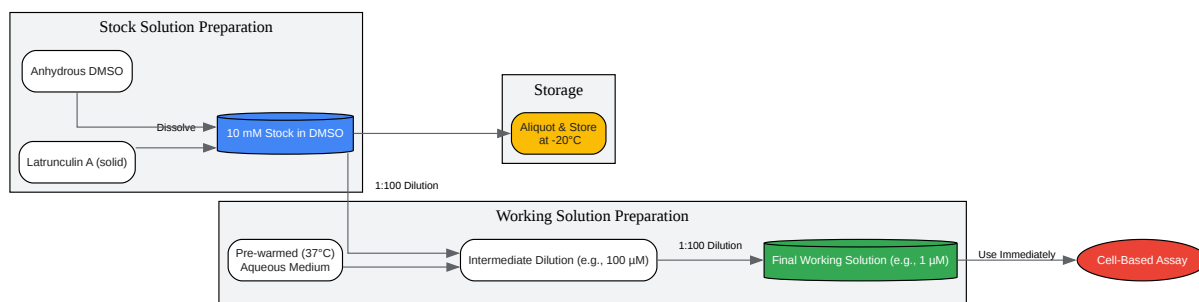 Stock Solution Preparation
Anhydrous DMSO
Dissolve
10 mM Stock in DMSO
Latrunculin A (solid)
Storage
Aliquot & Store
at -20°C
1:100 Dilution
Working Solution Preparation
Pre-warmed (37°C)
Aqueous Medium
Intermediate Dilution (e.g., 100 µM)
1:100 Dilution
Final Working Solution (e.g., 1 µM)
Use Immediately
Cell-Based Assay